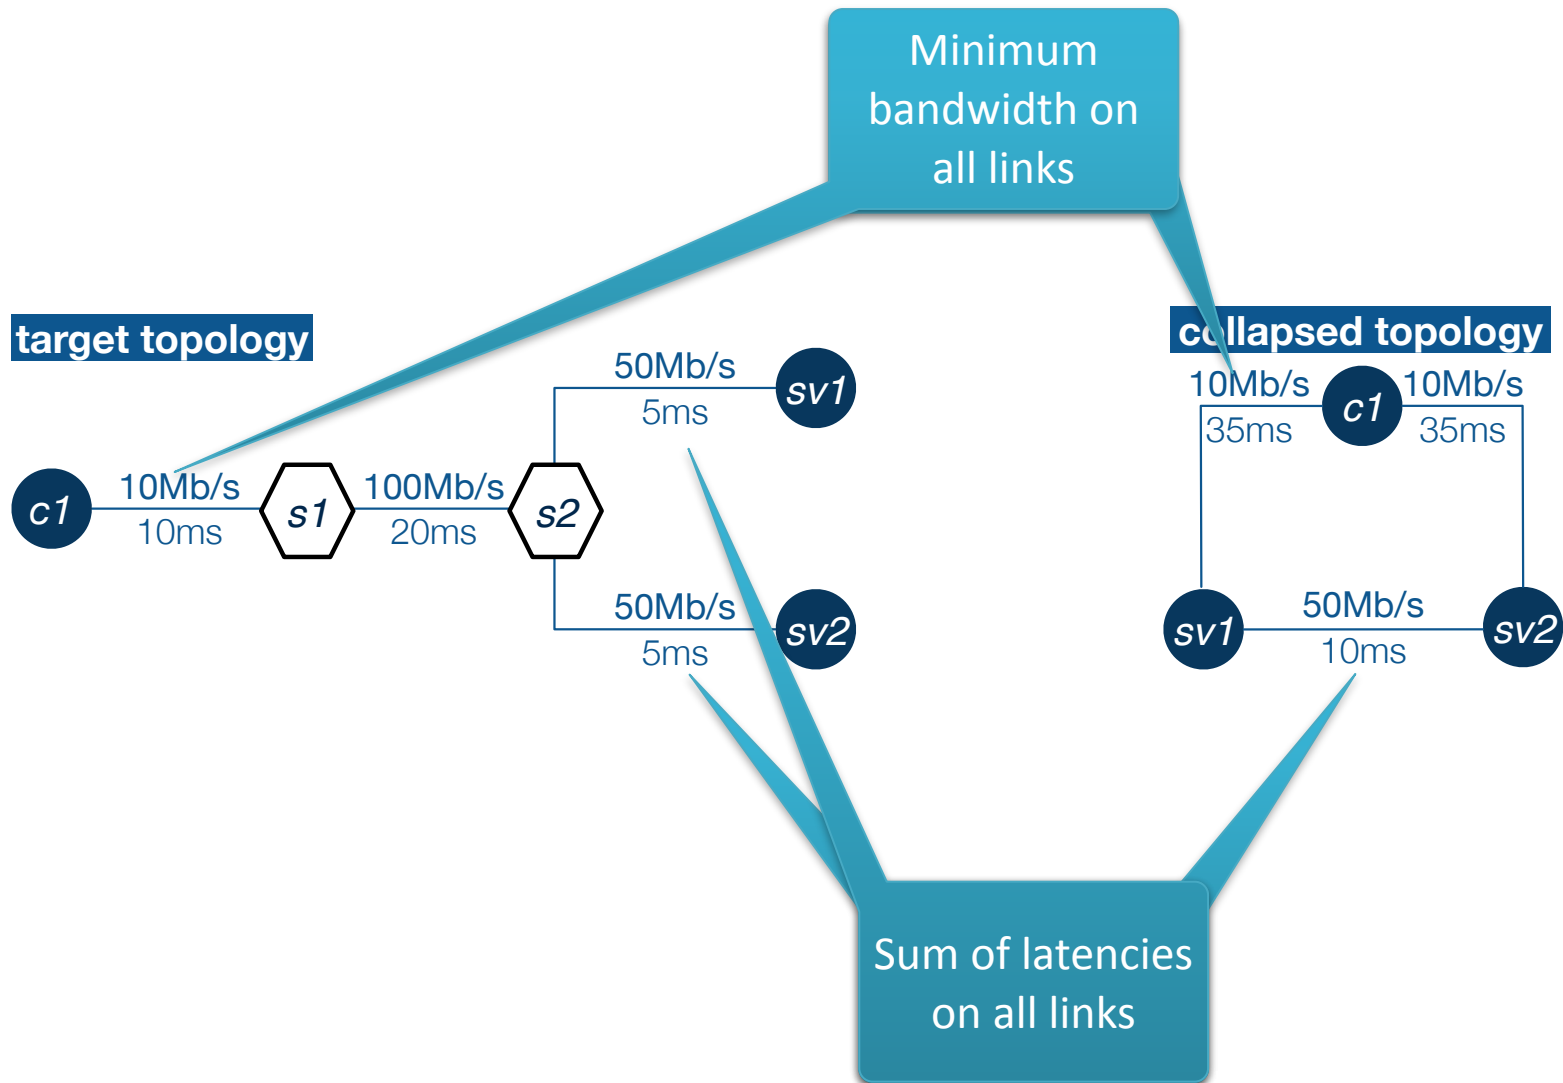 Minimum
bandwidth on
all links
target topology
c1
10Mb/s
10ms
s1
100Mb/s
20ms
s2
50Mb/s
5ms
sv1
50Mb/s
5ms
sv2
collapsed topology
10Mb/s
35ms
c1
10Mb/s
35ms
sv1
50Mb/s
10ms
sv2
Sum of latencies
on all links